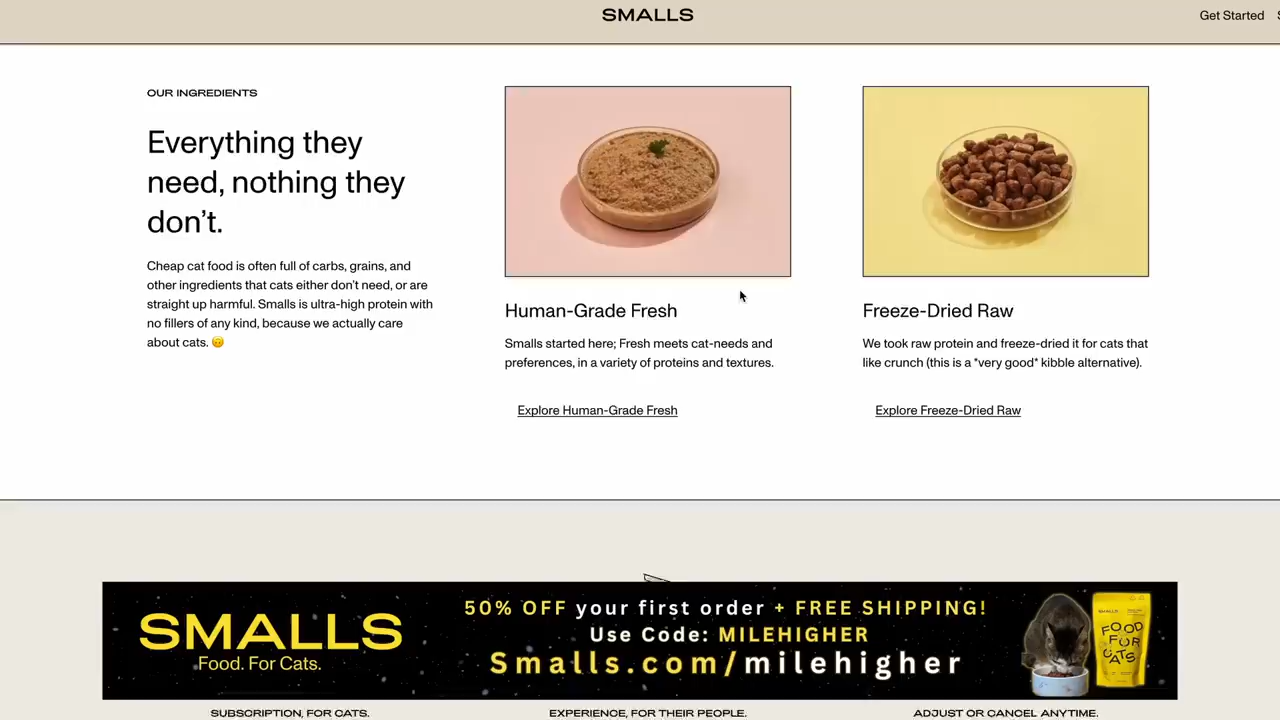 SMALLS
Get Started
OUR INGREDIENTS
Everything they
need, nothing they
don't.
Cheap cat food is often full of carbs, grains, and
other ingredients that cats either don't need, or are
straight up harmful. Smalls is ultra-high protein with
no fillers of any kind, because we actually care
about cats. 🙂
Human-Grade Fresh
Smalls started here; Fresh meets cat-needs and
preferences, in a variety of proteins and textures.
Explore Human-Grade Fresh
Freeze-Dried Raw
We took raw protein and freeze-dried it for cats that
like crunch (this is a *very good* kibble alternative).
Explore Freeze-Dried Raw
SMALLS
Food. For Cats.
50% OFF your first order + FREE SHIPPING!
Use Code: MILEHIGHER
Smalls.com/milehigher
SMALLS
FOOD
FOR
CATS
SUBSCRIPTION, FOR CATS.
EXPERIENCE, FOR THEIR PEOPLE.
ADJUST OR CANCEL ANYTIME.